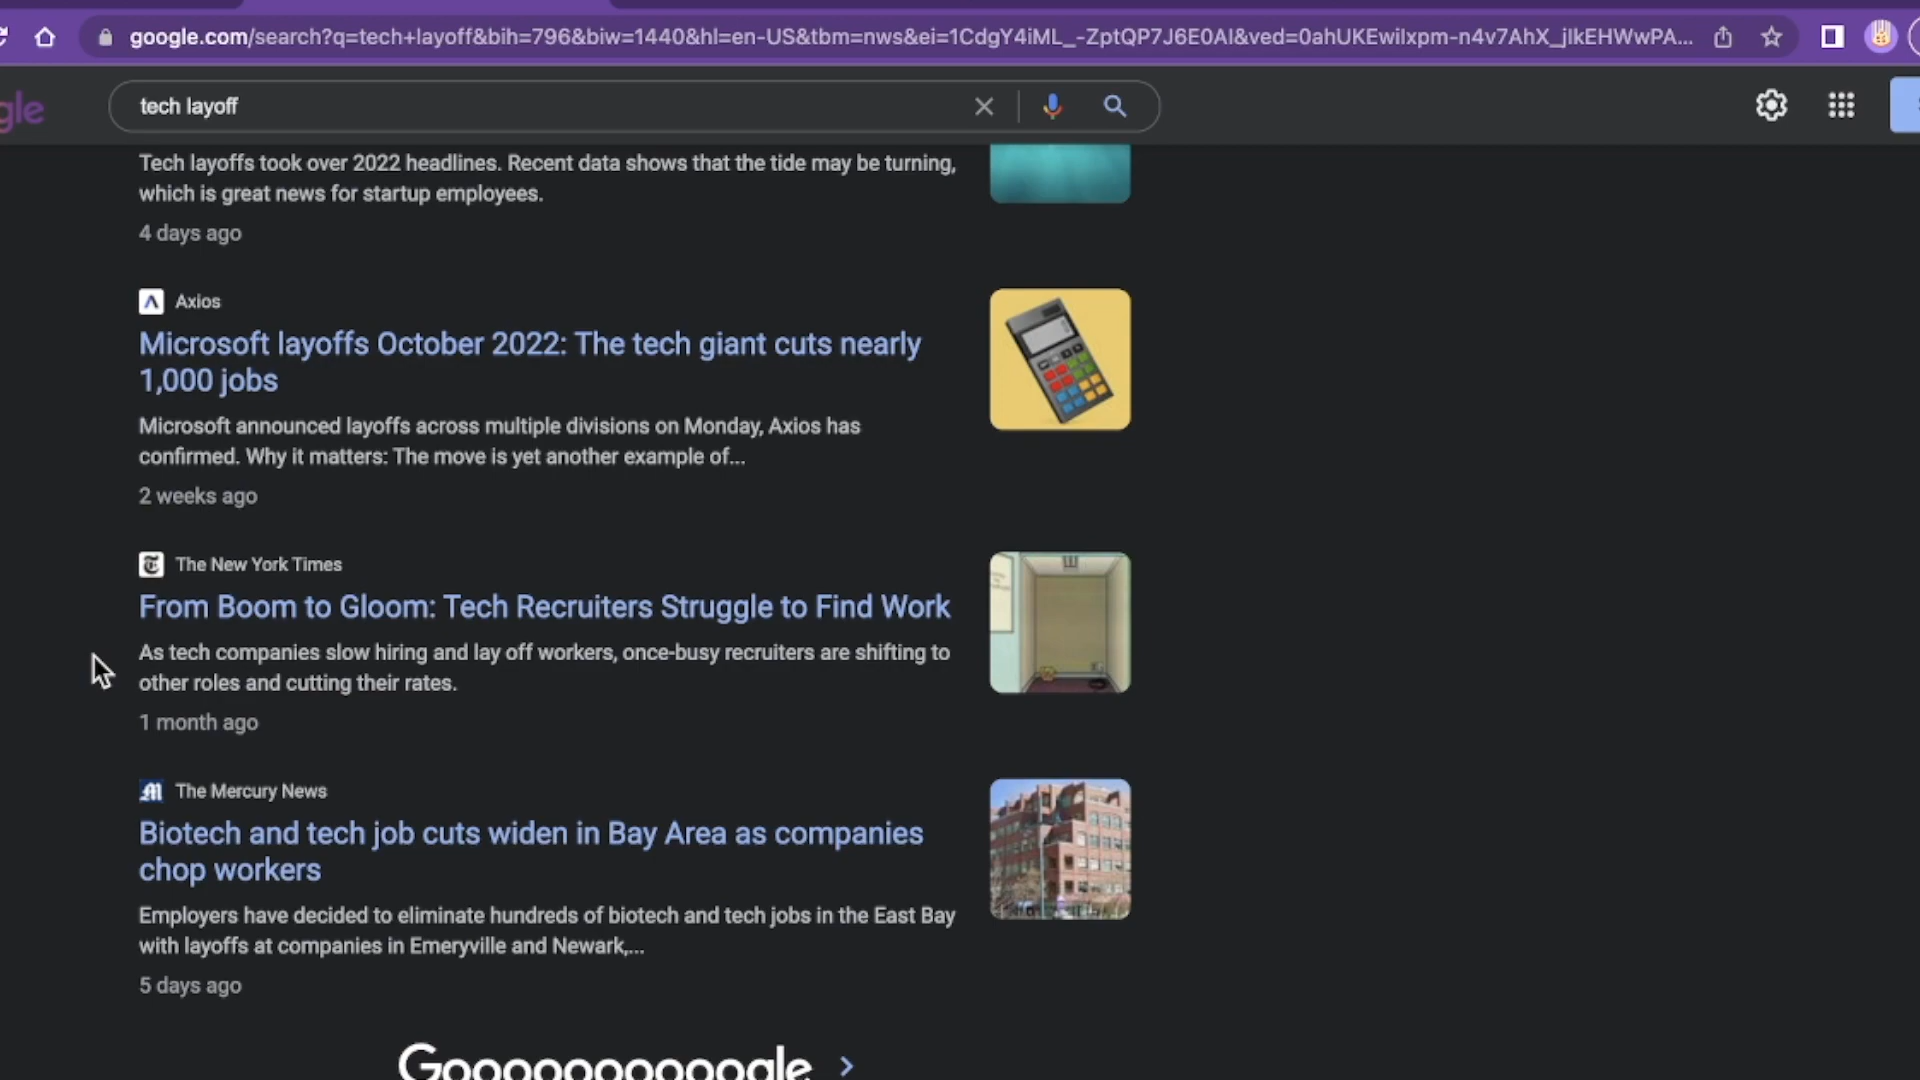 google.com/search?q=tech+layoff&bih=796&biw=1440&hl=en-US&tbm=nws&ei=1CdgY4iML_-ZptQP7J6E0AI&ved=0ahUKEwiIxpm-n4v7AhX_jIkEHWwPA...
gle
tech layoff
Tech layoffs took over 2022 headlines. Recent data shows that the tide may be turning,
which is great news for startup employees.
4 days ago
Axios
Microsoft layoffs October 2022: The tech giant cuts nearly
1,000 jobs
Microsoft announced layoffs across multiple divisions on Monday, Axios has
confirmed. Why it matters: The move is yet another example of...
2 weeks ago
The New York Times
From Boom to Gloom: Tech Recruiters Struggle to Find Work
As tech companies slow hiring and lay off workers, once-busy recruiters are shifting to
other roles and cutting their rates.
1 month ago
The Mercury News
Biotech and tech job cuts widen in Bay Area as companies
chop workers
Employers have decided to eliminate hundreds of biotech and tech jobs in the East Bay
with layoffs at companies in Emeryville and Newark,...
5 days ago
Goooooooooogle